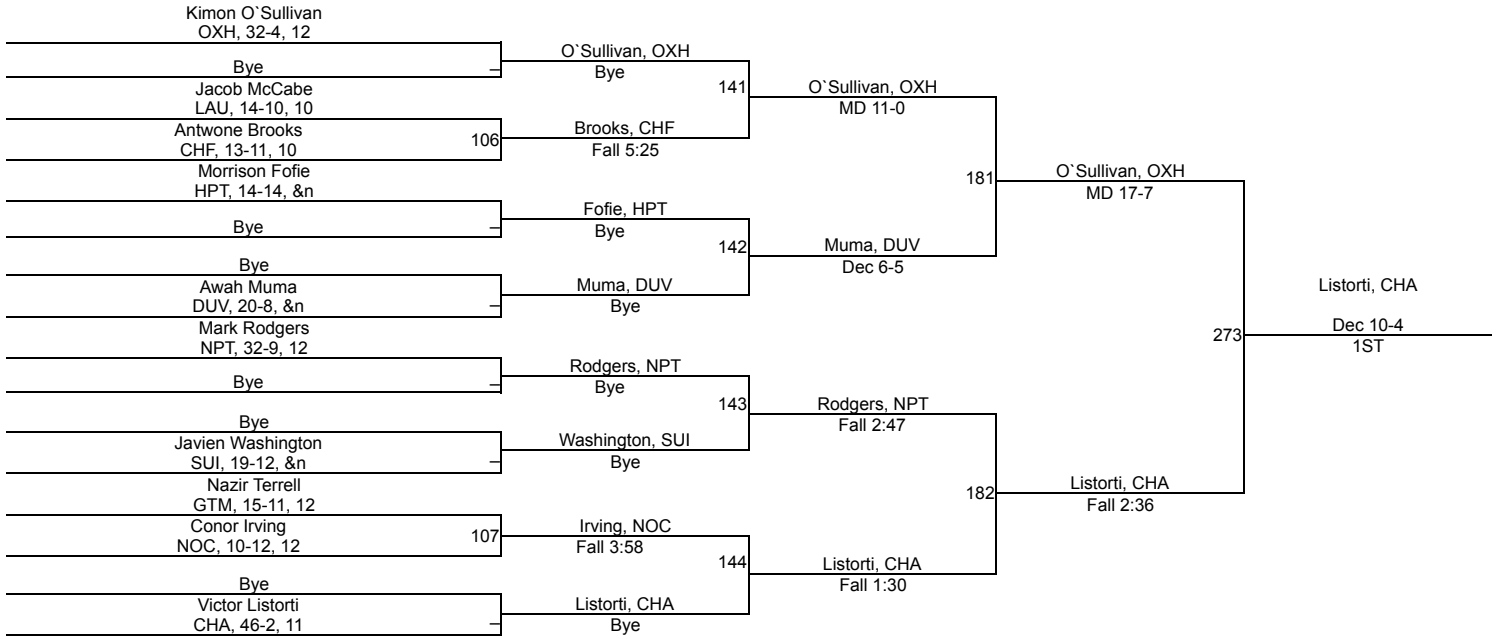 Kimon O`Sullivan
OXH, 32-4, 12
Bye
–
Jacob McCabe
LAU, 14-10, 10
Antwone Brooks
CHF, 13-11, 10
106
Morrison Fofie
HPT, 14-14, &n
Bye
–
Bye
Awah Muma
DUV, 20-8, &n
–
Mark Rodgers
NPT, 32-9, 12
Bye
–
Bye
Javien Washington
SUI, 19-12, &n
–
Nazir Terrell
GTM, 15-11, 12
Conor Irving
NOC, 10-12, 12
107
Bye
Victor Listorti
CHA, 46-2, 11
–
O`Sullivan, OXH
Bye
141
Brooks, CHF
Fall 5:25
Fofie, HPT
Bye
142
Muma, DUV
Bye
Rodgers, NPT
Bye
143
Washington, SUI
Bye
Irving, NOC
Fall 3:58
144
Listorti, CHA
Bye
O`Sullivan, OXH
MD 11-0
181
Muma, DUV
Dec 6-5
Rodgers, NPT
Fall 2:47
182
Listorti, CHA
Fall 1:30
O`Sullivan, OXH
MD 17-7
273
Listorti, CHA
Fall 2:36
Listorti, CHA
Dec 10-4
1ST